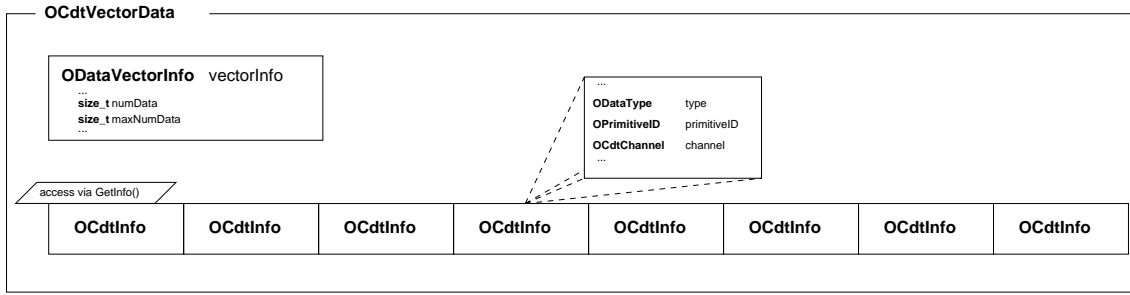 OCdtVectorData
ODataVectorInfo vectorInfo
...
size_t numData
size_t maxNumData
...
...
ODataType type
OPrimitiveID primitiveID
OCdtChannel channel
...
access via GetInfo()
OCdtInfo OCdtInfo OCdtInfo OCdtInfo OCdtInfo OCdtInfo OCdtInfo OCdtInfo